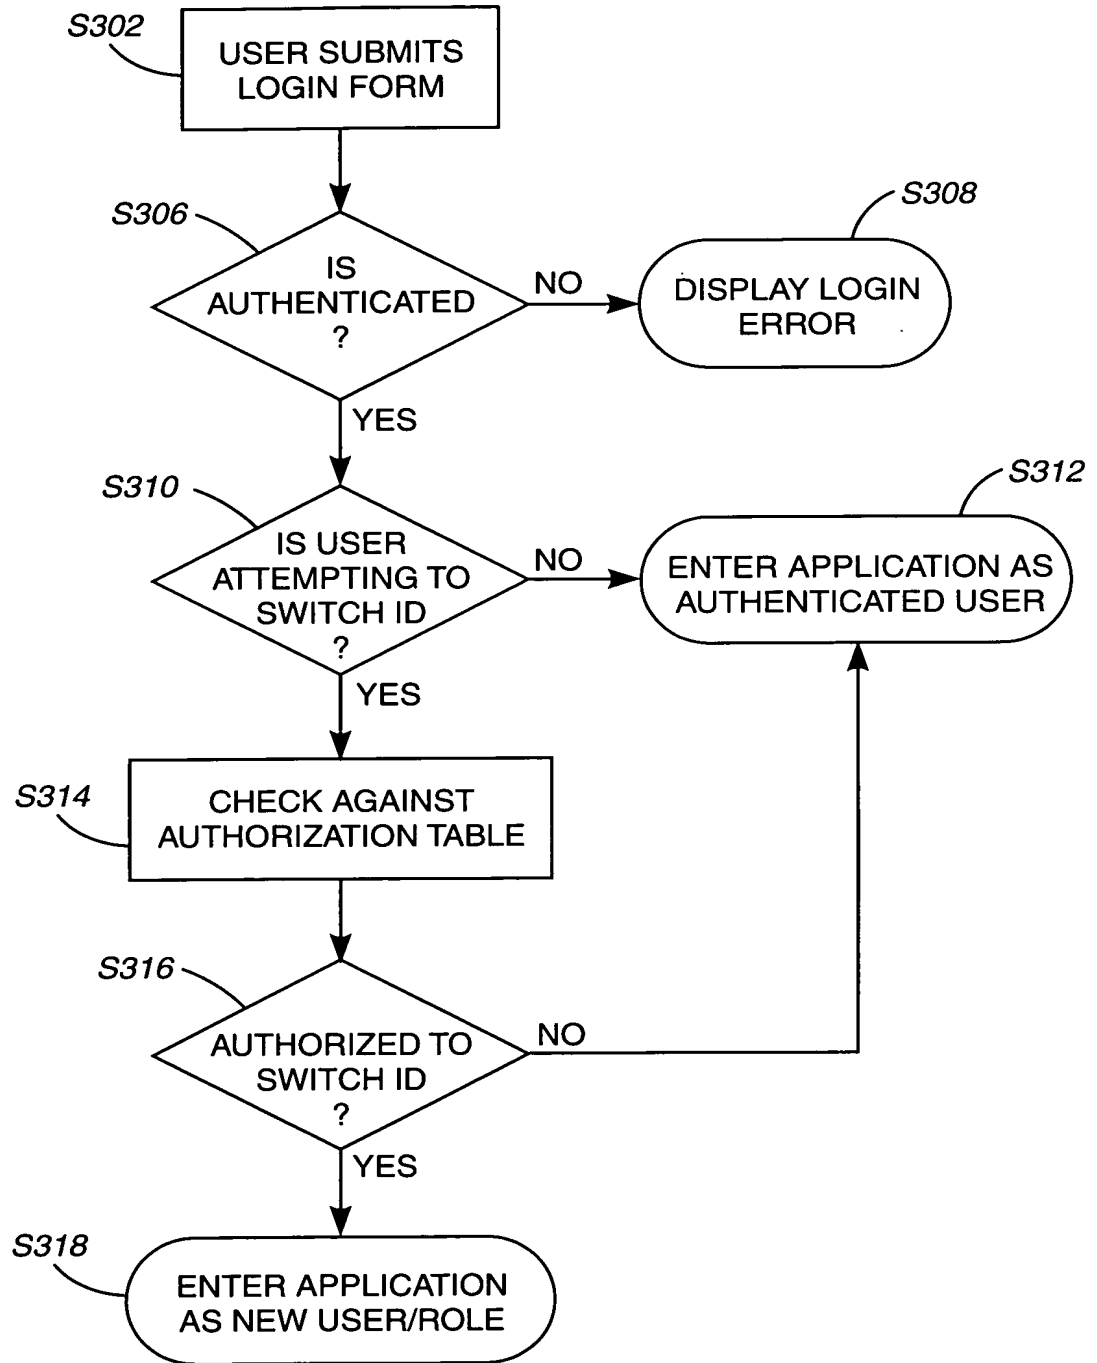 S302
USER SUBMITS
LOGIN FORM
S306
IS
AUTHENTICATED
?
NO
S308
DISPLAY LOGIN
ERROR
YES
S310
IS USER
ATTEMPTING TO
SWITCH ID
?
NO
S312
ENTER APPLICATION AS
AUTHENTICATED USER
YES
S314
CHECK AGAINST
AUTHORIZATION TABLE
S316
AUTHORIZED TO
SWITCH ID
?
NO
YES
S318
ENTER APPLICATION
AS NEW USER/ROLE